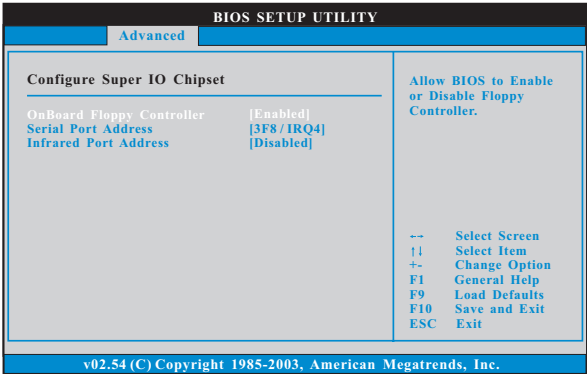 BIOS SETUP UTILITY
Advanced
Configure Super IO Chipset
OnBoard Floppy Controller [Enabled]
Serial Port Address [3F8 / IRQ4]
Infrared Port Address [Disabled]
Allow BIOS to Enable
or Disable Floppy
Controller.
←→ Select Screen
↑↓ Select Item
+- Change Option
F1 General Help
F9 Load Defaults
F10 Save and Exit
ESC Exit
v02.54 (C) Copyright 1985-2003, American Megatrends, Inc.